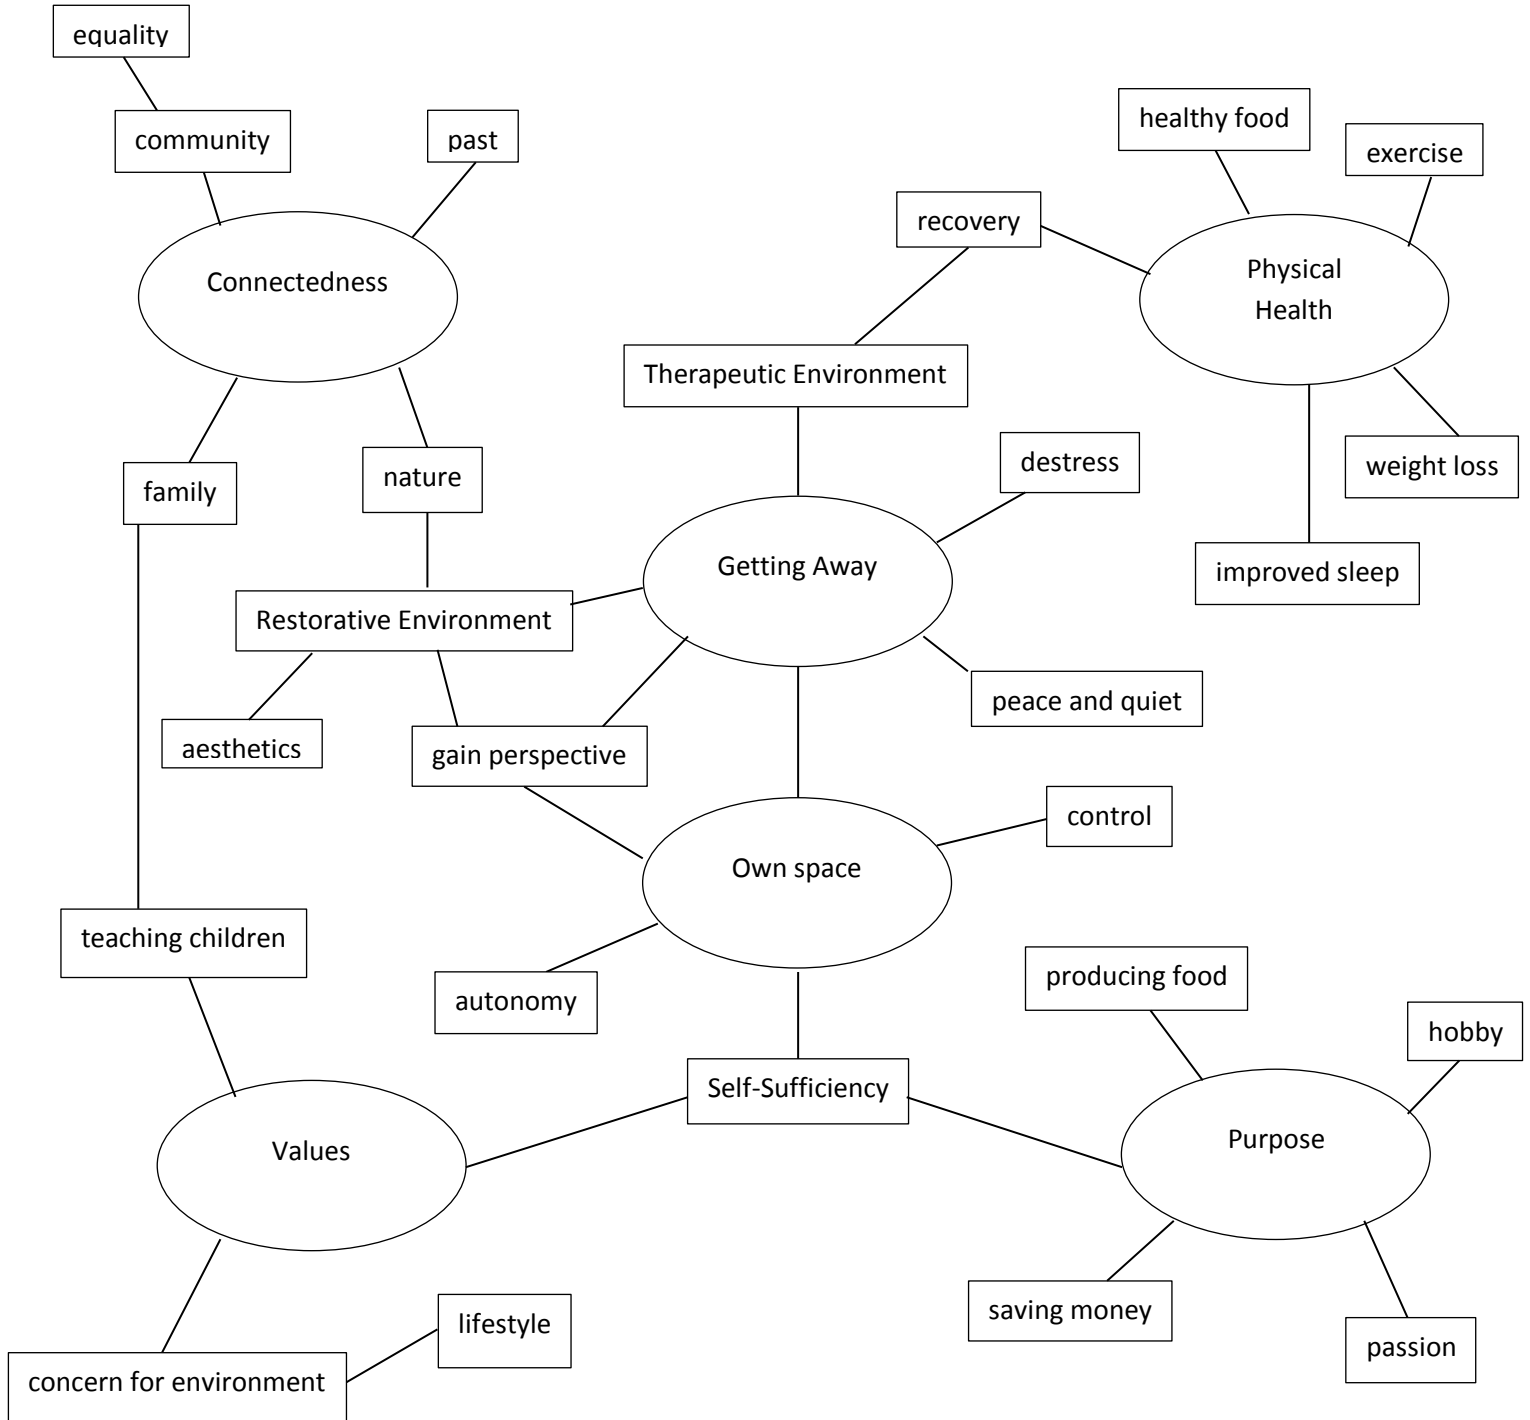 equality
community
past
healthy food
exercise
recovery
Connectedness
Physical
Health
Therapeutic Environment
destress
weight loss
family
nature
Getting Away
improved sleep
Restorative Environment
peace and quiet
aesthetics
gain perspective
control
Own space
teaching children
producing food
autonomy
hobby
Self-Sufficiency
Values
Purpose
saving money
lifestyle
passion
concern for environment